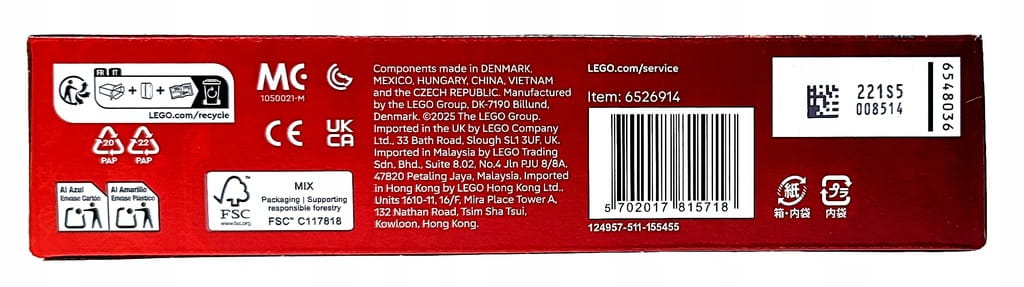 FR IT
LEGO.com/recycle
20
PAP
22
PAP
Al Azul
Envase Cartón
Al Amarillo
Envase Plástico
MC
1050021-M
CE
UK
CA
FSC
www.fsc.org
MIX
Packaging | Supporting
responsible forestry
FSC™ C117818
Components made in DENMARK,
MEXICO, HUNGARY, CHINA, VIETNAM
and the CZECH REPUBLIC. Manufactured
by the LEGO Group, DK-7190 Billund,
Denmark. ©2025 The LEGO Group.
Imported in the UK by LEGO Company
Ltd., 33 Bath Road, Slough SL1 3UF, UK.
Imported in Malaysia by LEGO Trading
Sdn. Bhd., Suite 8.02, No.4 Jln PJU 8/8A,
47820 Petaling Jaya, Malaysia. Imported
in Hong Kong by LEGO Hong Kong Ltd..
Units 1610-11, 16/F. Mira Place Tower A,
132 Nathan Road, Tsim Sha Tsui,
Kowloon, Hong Kong.
LEGO.com/service
Item: 6526914
5 702017 815718
124957-511-155455
221S5
008514
6548036
紙
箱・内袋
プラ
内袋